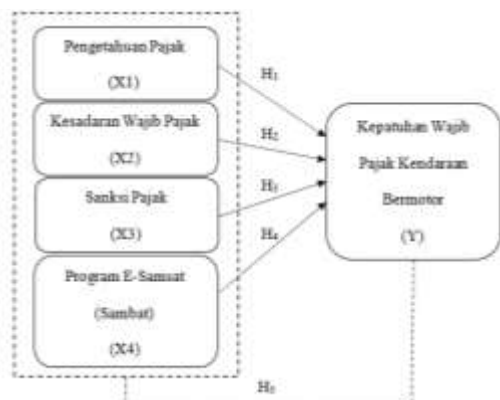 Pengetahuan Pajak
(X1)
Kesadaran Wajib Pajak
(X2)
Sanksi Pajak
(X3)
Program E-Samsat
(Sambat)
(X4)
H1
H2
H3
H4
Kepatuhan Wajib
Pajak Kendaraan
Bermotor
(Y)
H5